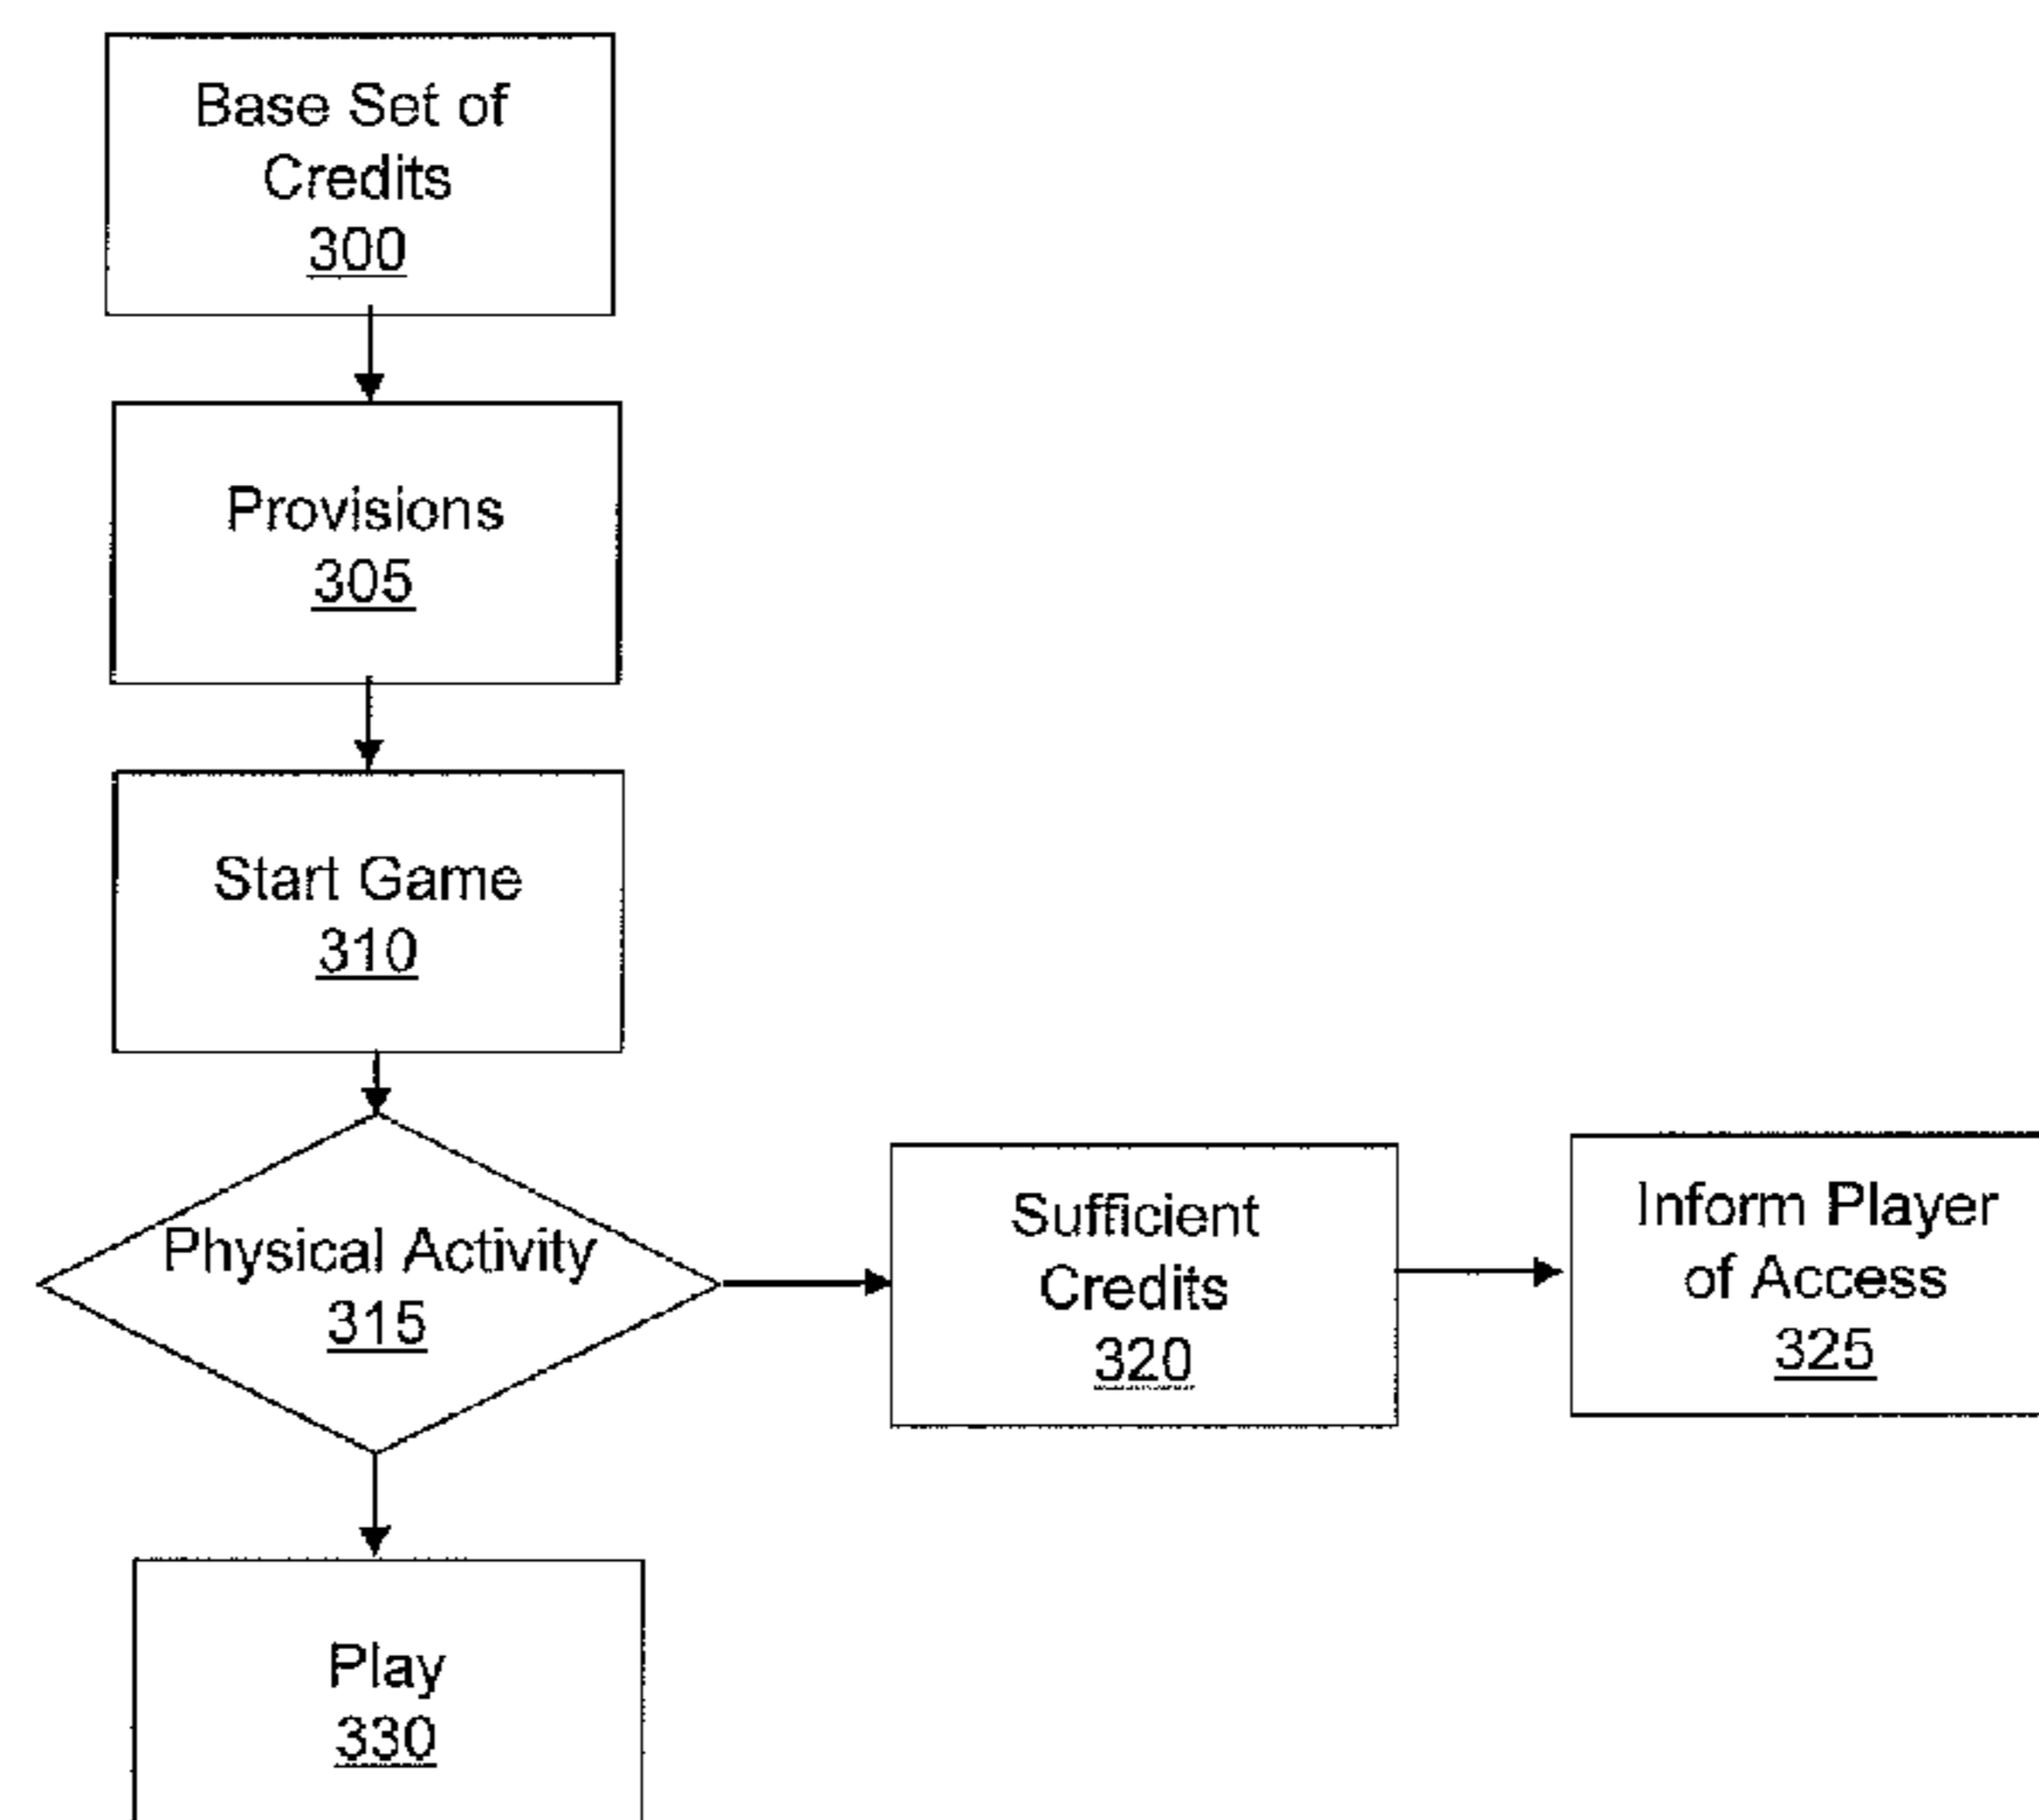 Base Set of
Credits
300
Provisions
305
Start Game
310
Physical Activity
315
Sufficient
Credits
320
Inform Player
of Access
325
Play
330